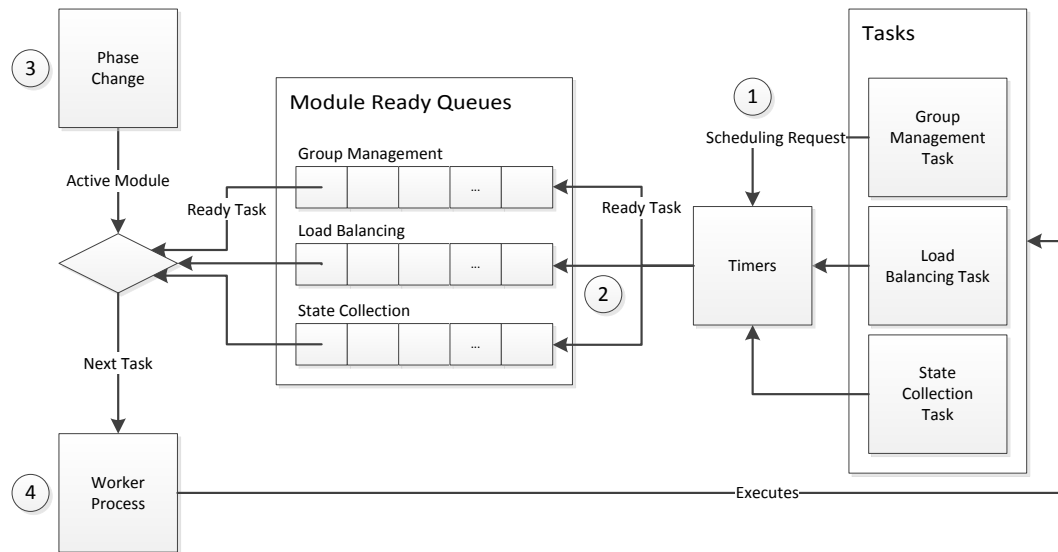 3
Phase
Change
Active Module
Module Ready Queues
Group Management
...
Ready Task
Load Balancing
...
State Collection
...
Ready Task
2
1
Scheduling Request
Timers
Tasks
Group
Management
Task
Load
Balancing Task
State
Collection
Task
Next Task
4
Worker
Process
Executes